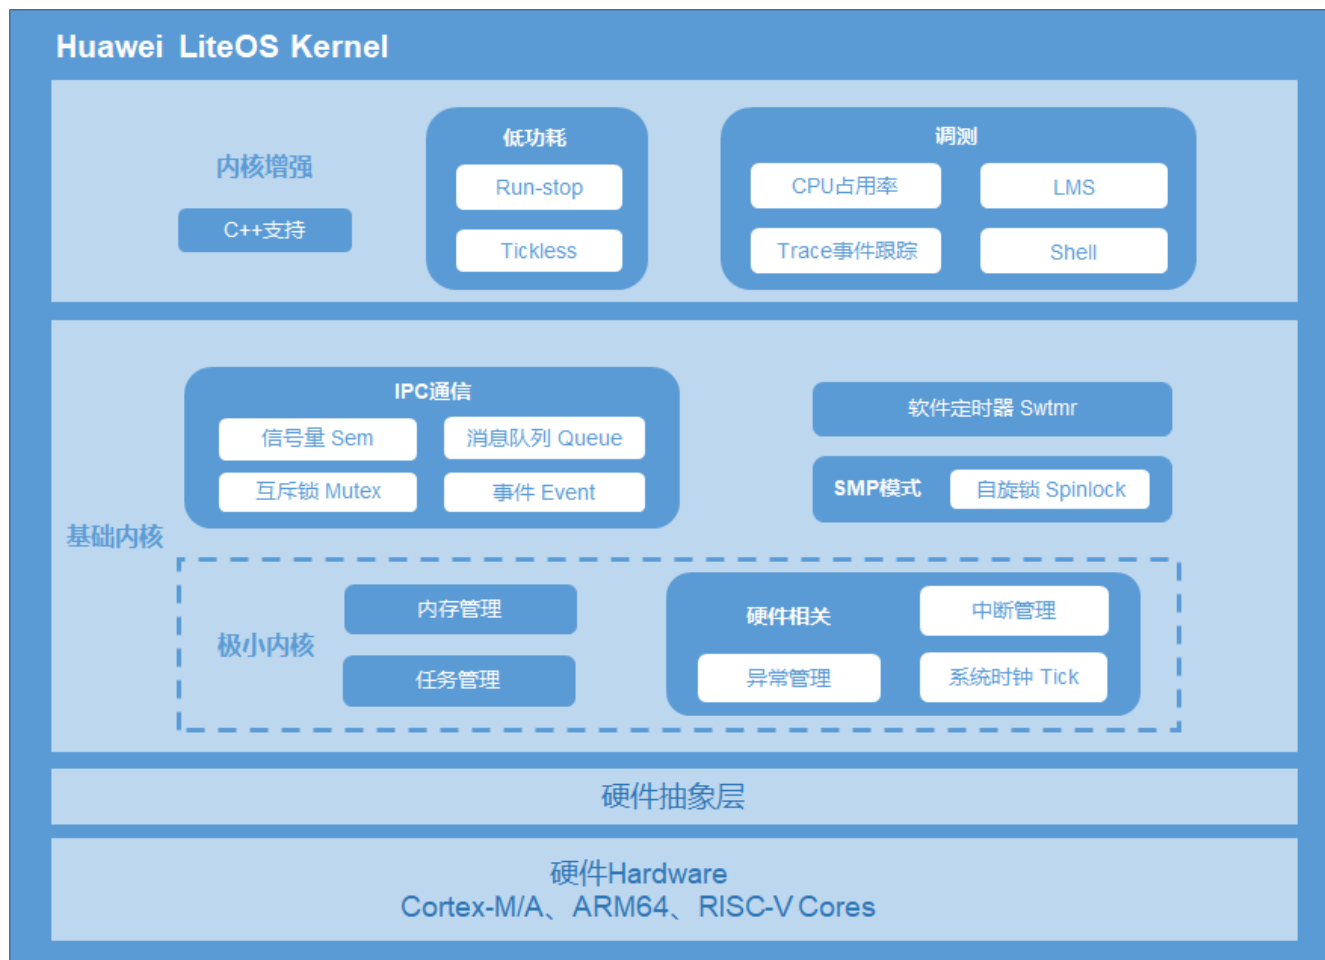 Huawei LiteOS Kernel
内核增强
C++支持
低功耗
Run-stop
Tickless
调测
CPU占用率
LMS
Trace事件跟踪
Shell
基础内核
IPC通信
信号量 Sem
消息队列 Queue
互斥锁 Mutex
事件 Event
软件定时器 Swtmr
SMP模式
自旋锁 Spinlock
极小内核
内存管理
任务管理
硬件相关
中断管理
异常管理
系统时钟 Tick
硬件抽象层
硬件Hardware
Cortex-M/A、ARM64、RISC-V Cores